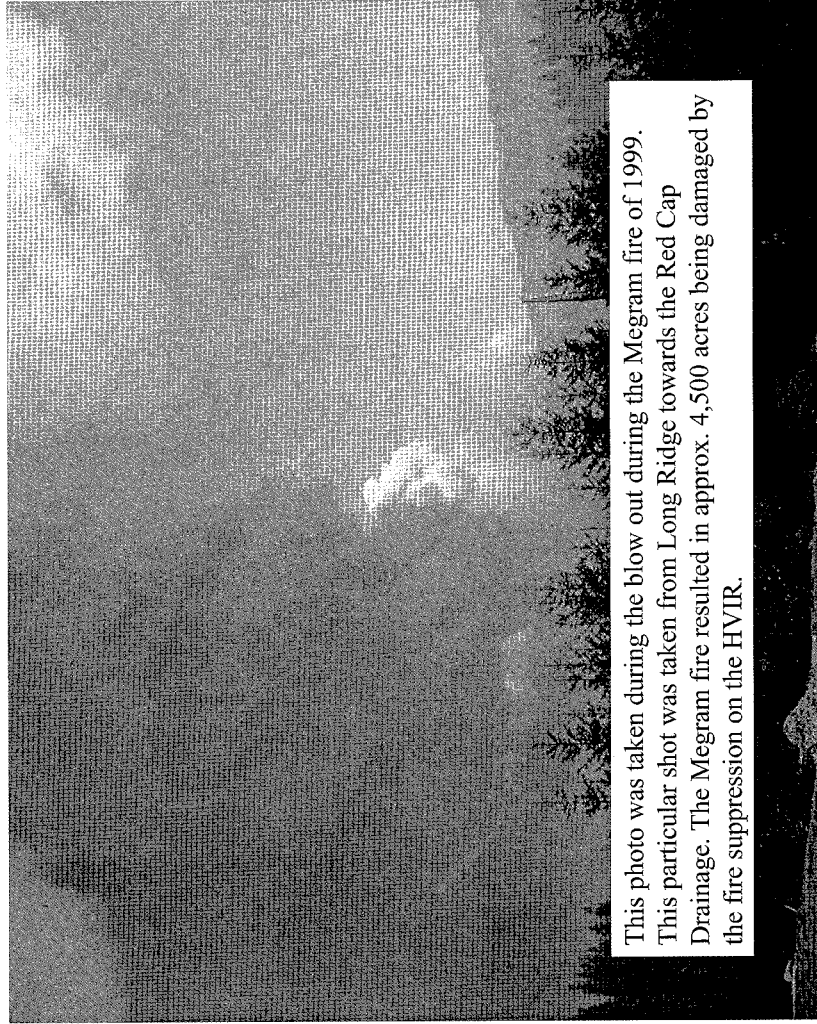 This photo was taken during the blow out during the Megram fire of 1999.
This particular shot was taken from Long Ridge towards the Red Cap
Drainage. The Megram fire resulted in approx. 4,500 acres being damaged by
the fire suppression on the HVIR.